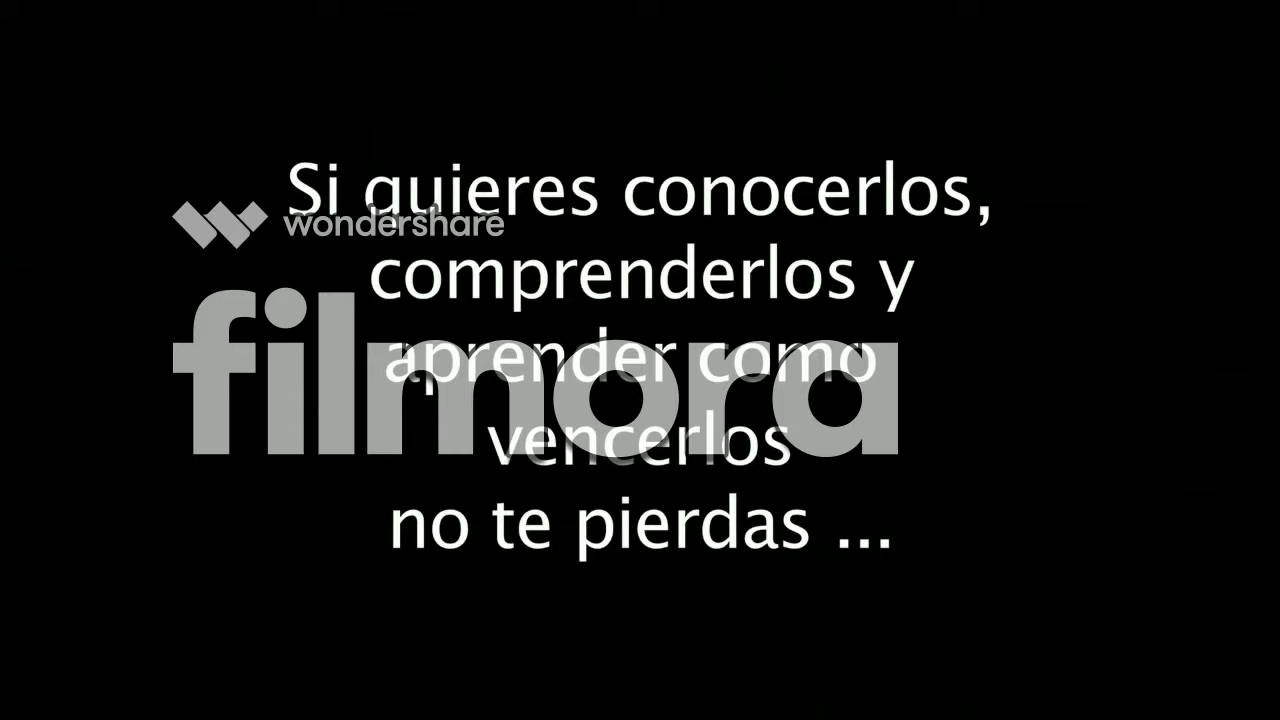 Si quieres conocerlos,
wondershare
comprenderlos y
filmora
aprender como
vencerlos
no te pierdas ...